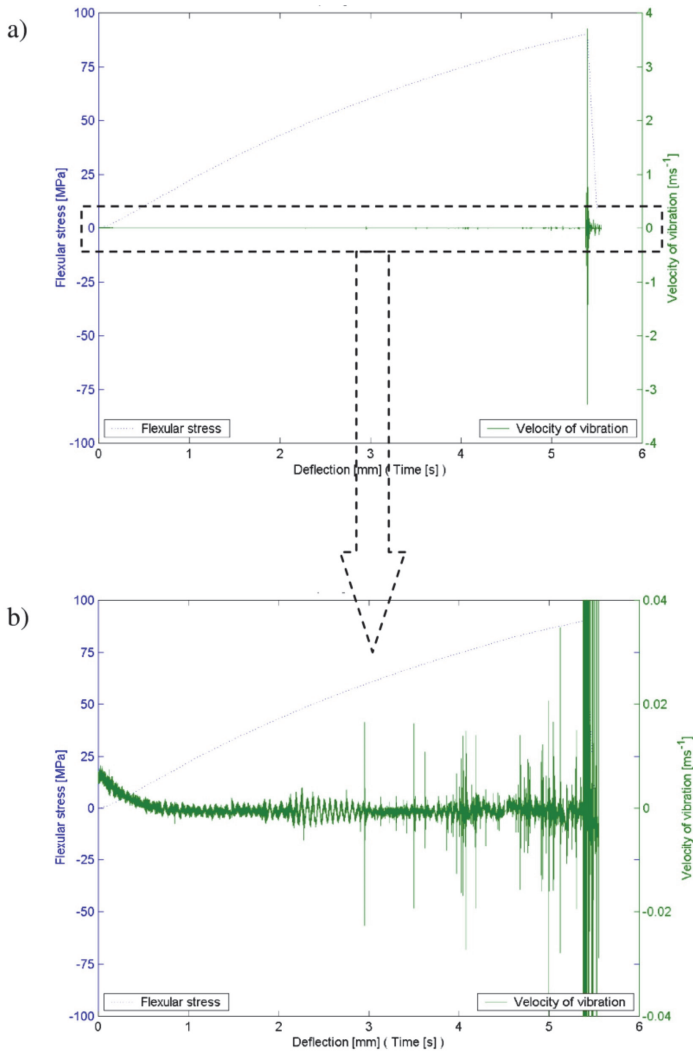 a)
100
75
50
25
0
-25
-50
-75
-100
Flexular stress [MPa]
4
3
2
1
0
-1
-2
-3
-4
Velocity of vibration [ms-1]
Flexular stress
Velocity of vibration
0 1 2 3 4 5 6
Deflection [mm] ( Time [s] )
b)
100
75
50
25
0
-25
-50
-75
-100
Flexular stress [MPa]
0.04
0.02
0
-0.02
-0.04
Velocity of vibration [ms-1]
Flexular stress
Velocity of vibration
0 1 2 3 4 5 6
Deflection [mm] ( Time [s] )